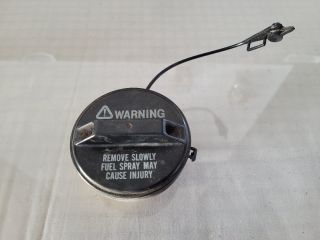 WARNING
REMOVE SLOWLY
FUEL SPRAY MAY
CAUSE INJURY